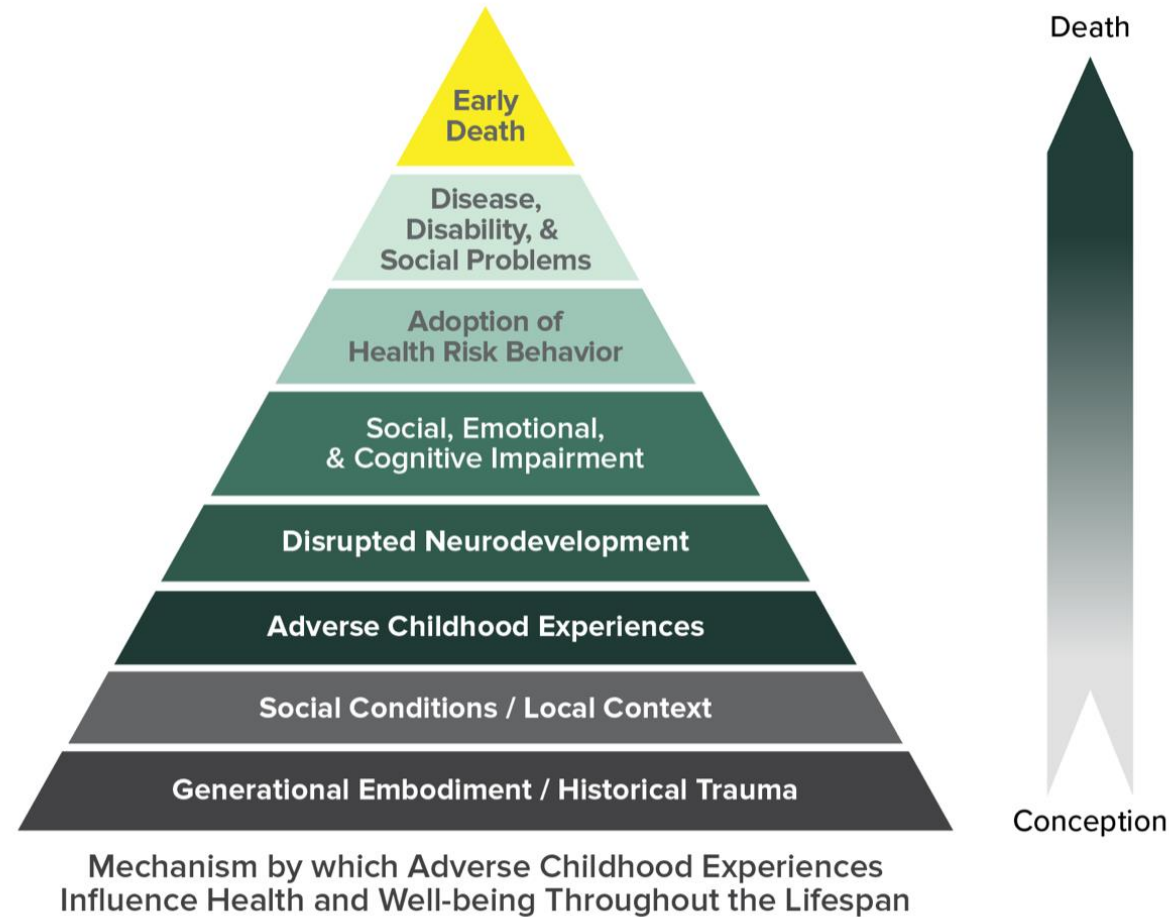 Death
Early
Death
Disease,
Disability, &
Social Problems
Adoption of
Health Risk Behavior
Social, Emotional,
& Cognitive Impairment
Disrupted Neurodevelopment
Adverse Childhood Experiences
Social Conditions / Local Context
Generational Embodiment / Historical Trauma
Conception
Mechanism by which Adverse Childhood Experiences
Influence Health and Well-being Throughout the Lifespan